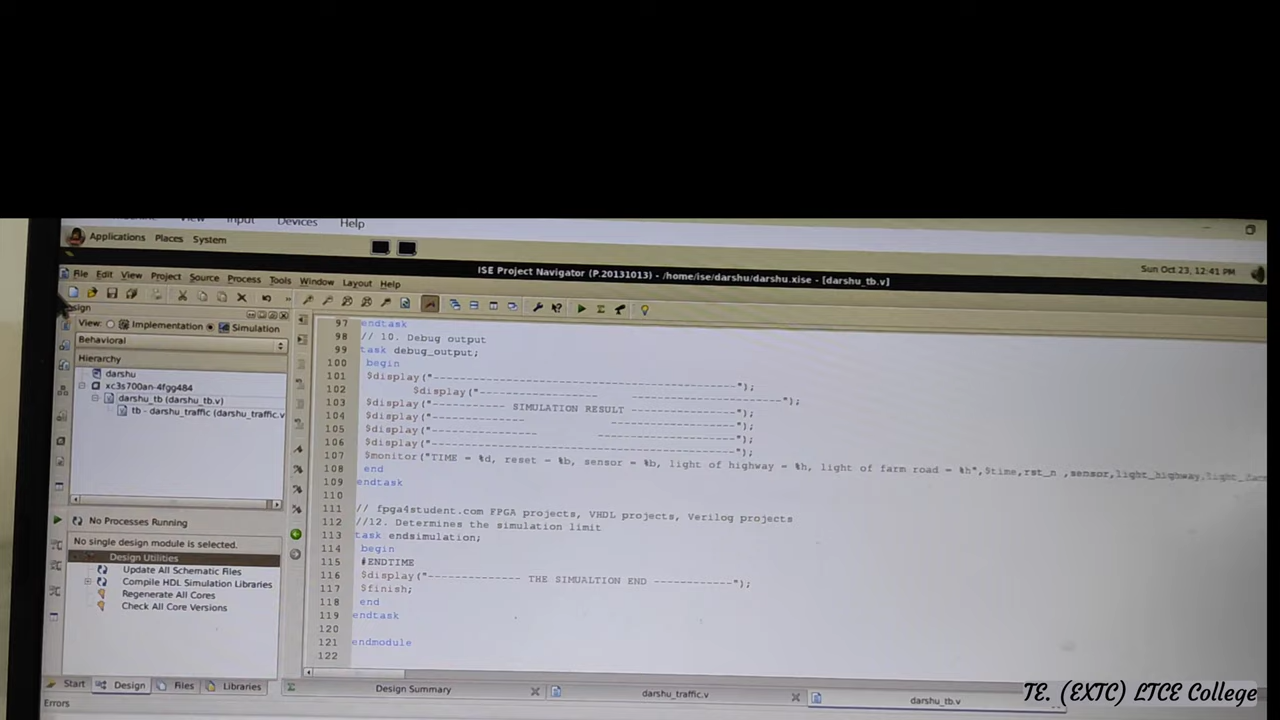 View Input Devices Help
Applications Places System
Sun Oct 23, 12:41 PM
ISE Project Navigator (P.20131013) - /home/ise/darshu/darshu.xise - [darshu_tb.v]
File Edit View Project Source Process Tools Window Layout Help
View: Implementation Simulation
Behavioral
Hierarchy
darshu
xc3s700an-4fgg484
darshu_tb (darshu_tb.v)
tb - darshu_traffic (darshu_traffic.v
No Processes Running
No single design module is selected.
Design Utilities
Update All Schematic Files
Compile HDL Simulation Libraries
Regenerate All Cores
Check All Core Versions
Start Design Files Libraries
Errors
97 endtask
98 // 10. Debug output
99 task debug_output;
100 begin
101 $display("----------------------------------------------");
102 $display("------------------ -----------------------");
103 $display("----------- SIMULATION RESULT ----------------");
104 $display("-------------- -------------------");
105 $display("---------------- ---------------------");
106 $display("----------------------------------------------");
107 $monitor("TIME = %d, reset = %b, sensor = %b, light of highway = %h, light of farm road = %h",$time,rst_n ,sensor,light_highway,
108 end
109 endtask
110
111 // fpga4student.com FPGA projects, VHDL projects, Verilog projects
112 //12. Determines the simulation limit
113 task endsimulation;
114 begin
115 #ENDTIME
116 $display("-------------- THE SIMUALTION END ------------");
117 $finish;
118 end
119 endtask
120
121 endmodule
122
Design Summary darshu_traffic.v darshu_tb.v
TE. (EXTC) LTCE College